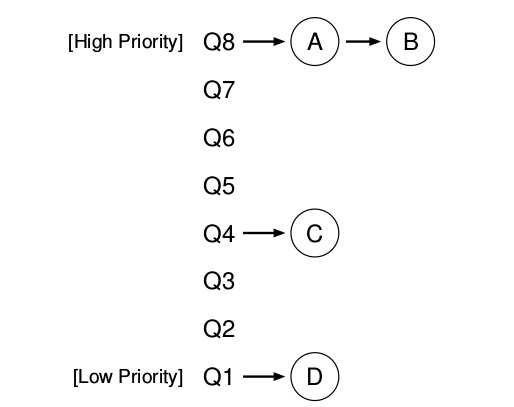 [High Priority] Q8 A B
Q7
Q6
Q5
Q4 C
Q3
Q2
[Low Priority] Q1 D